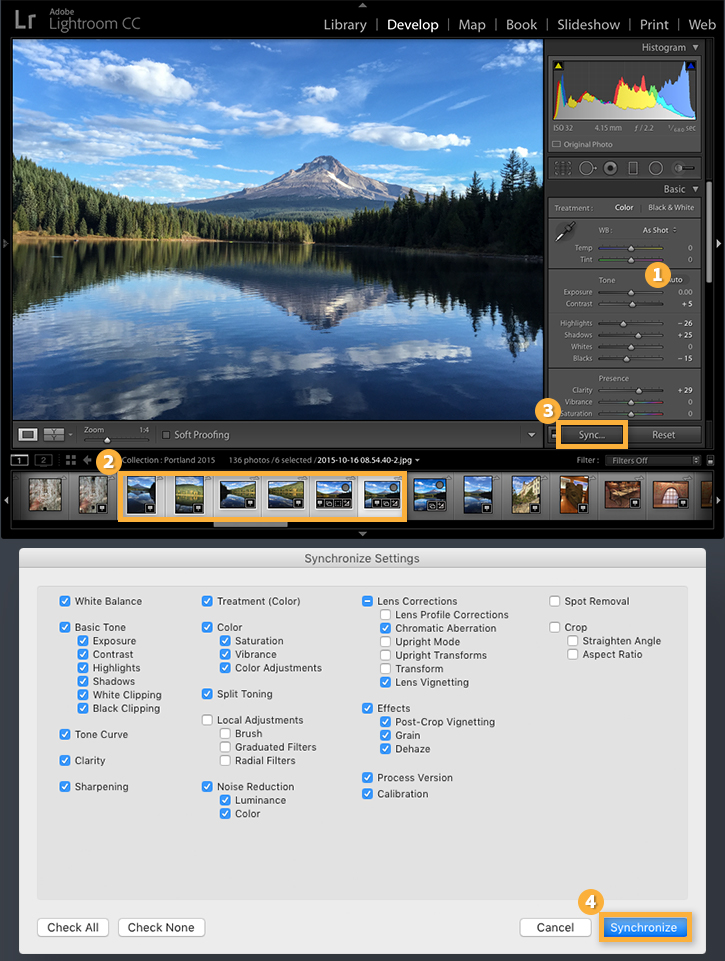 Lr Adobe
Lightroom CC
Library | Develop | Map | Book | Slideshow | Print | Web
Histogram
ISO 32 4.15 mm ƒ / 2.2 sec
Original Photo
Basic
Treatment : Color Black & White
WB : As Shot
Temp 0
Tint 0
1
Tone uto
Exposure 0.00
Contrast + 5
Highlights − 26
Shadows + 25
Whites 0
Blacks − 15
Presence
Clarity + 29
Vibrance 0
Saturation 0
3
Zoom 1:4
Soft Proofing
Sync...
Reset
1 2
2
Collection : Portland 2015 136 photos /6 selected /2015-10-16 08.54.40-2.jpg
Filter : Filters Off
Synchronize Settings
White Balance
Basic Tone
Exposure
Contrast
Highlights
Shadows
White Clipping
Black Clipping
Tone Curve
Clarity
Sharpening
Treatment (Color)
Color
Saturation
Vibrance
Color Adjustments
Split Toning
Local Adjustments
Brush
Graduated Filters
Radial Filters
Noise Reduction
Luminance
Color
Lens Corrections
Lens Profile Corrections
Chromatic Aberration
Upright Mode
Upright Transforms
Transform
Lens Vignetting
Effects
Post-Crop Vignetting
Grain
Dehaze
Process Version
Calibration
Spot Removal
Crop
Straighten Angle
Aspect Ratio
4
Check All
Check None
Cancel
Synchronize